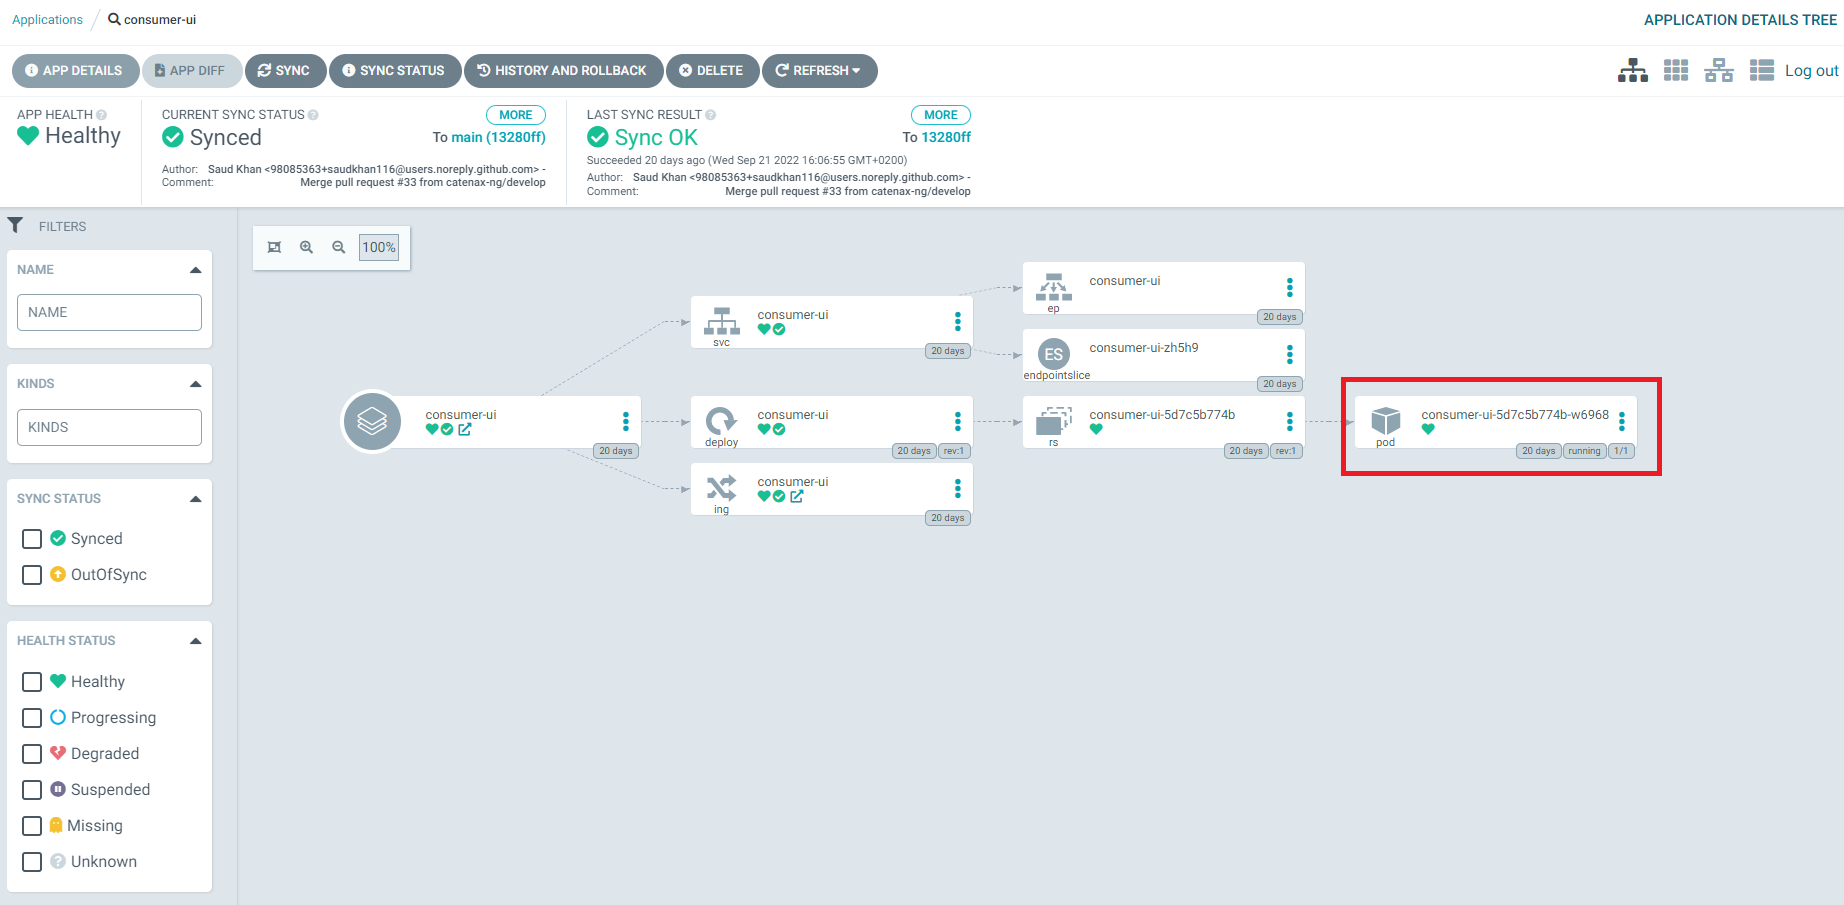 Applications / consumer-ui
APPLICATION DETAILS TREE
APP DETAILS
APP DIFF
SYNC
SYNC STATUS
HISTORY AND ROLLBACK
DELETE
REFRESH
Log out
APP HEALTH
Healthy
CURRENT SYNC STATUS
MORE
Synced
To main (13280ff)
Author: Saud Khan <98085363+saudkhan116@users.noreply.github.com> -
Comment: Merge pull request #33 from catenax-ng/develop
LAST SYNC RESULT
MORE
Sync OK
To 13280ff
Succeeded 20 days ago (Wed Sep 21 2022 16:06:55 GMT+0200)
Author: Saud Khan <98085363+saudkhan116@users.noreply.github.com> -
Comment: Merge pull request #33 from catenax-ng/develop
FILTERS
NAME
NAME
KINDS
KINDS
SYNC STATUS
Synced
OutOfSync
HEALTH STATUS
Healthy
Progressing
Degraded
Suspended
Missing
Unknown
100%
consumer-ui
20 days
consumer-ui
svc
20 days
consumer-ui
deploy
20 days rev:1
consumer-ui
ing
20 days
consumer-ui
ep
20 days
ES
consumer-ui-zh5h9
endpointslice
20 days
consumer-ui-5d7c5b774b
rs
20 days rev:1
consumer-ui-5d7c5b774b-w6968
pod
20 days running 1/1